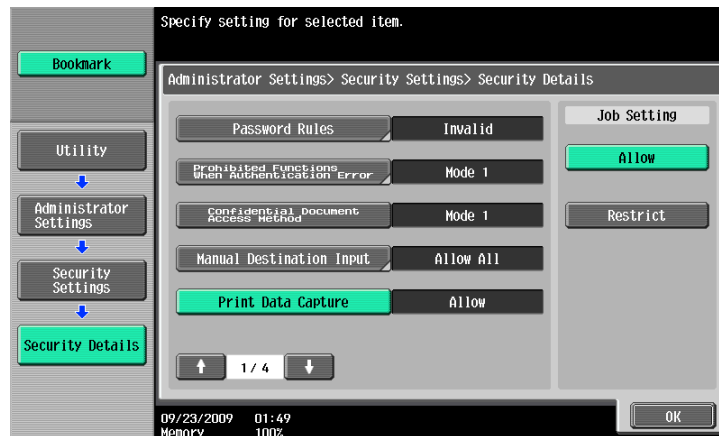 Specify setting for selected item.
Bookmark
Administrator Settings> Security Settings> Security Details
Utility
Administrator
Settings
Security
Settings
Security Details
Password Rules
Invalid
Prohibited Functions
When Authentication Error
Mode 1
Confidential Document
Access Method
Mode 1
Manual Destination Input
Allow All
Print Data Capture
Allow
1/ 4
Job Setting
Allow
Restrict
09/23/2009 01:49
Memory 100%
OK